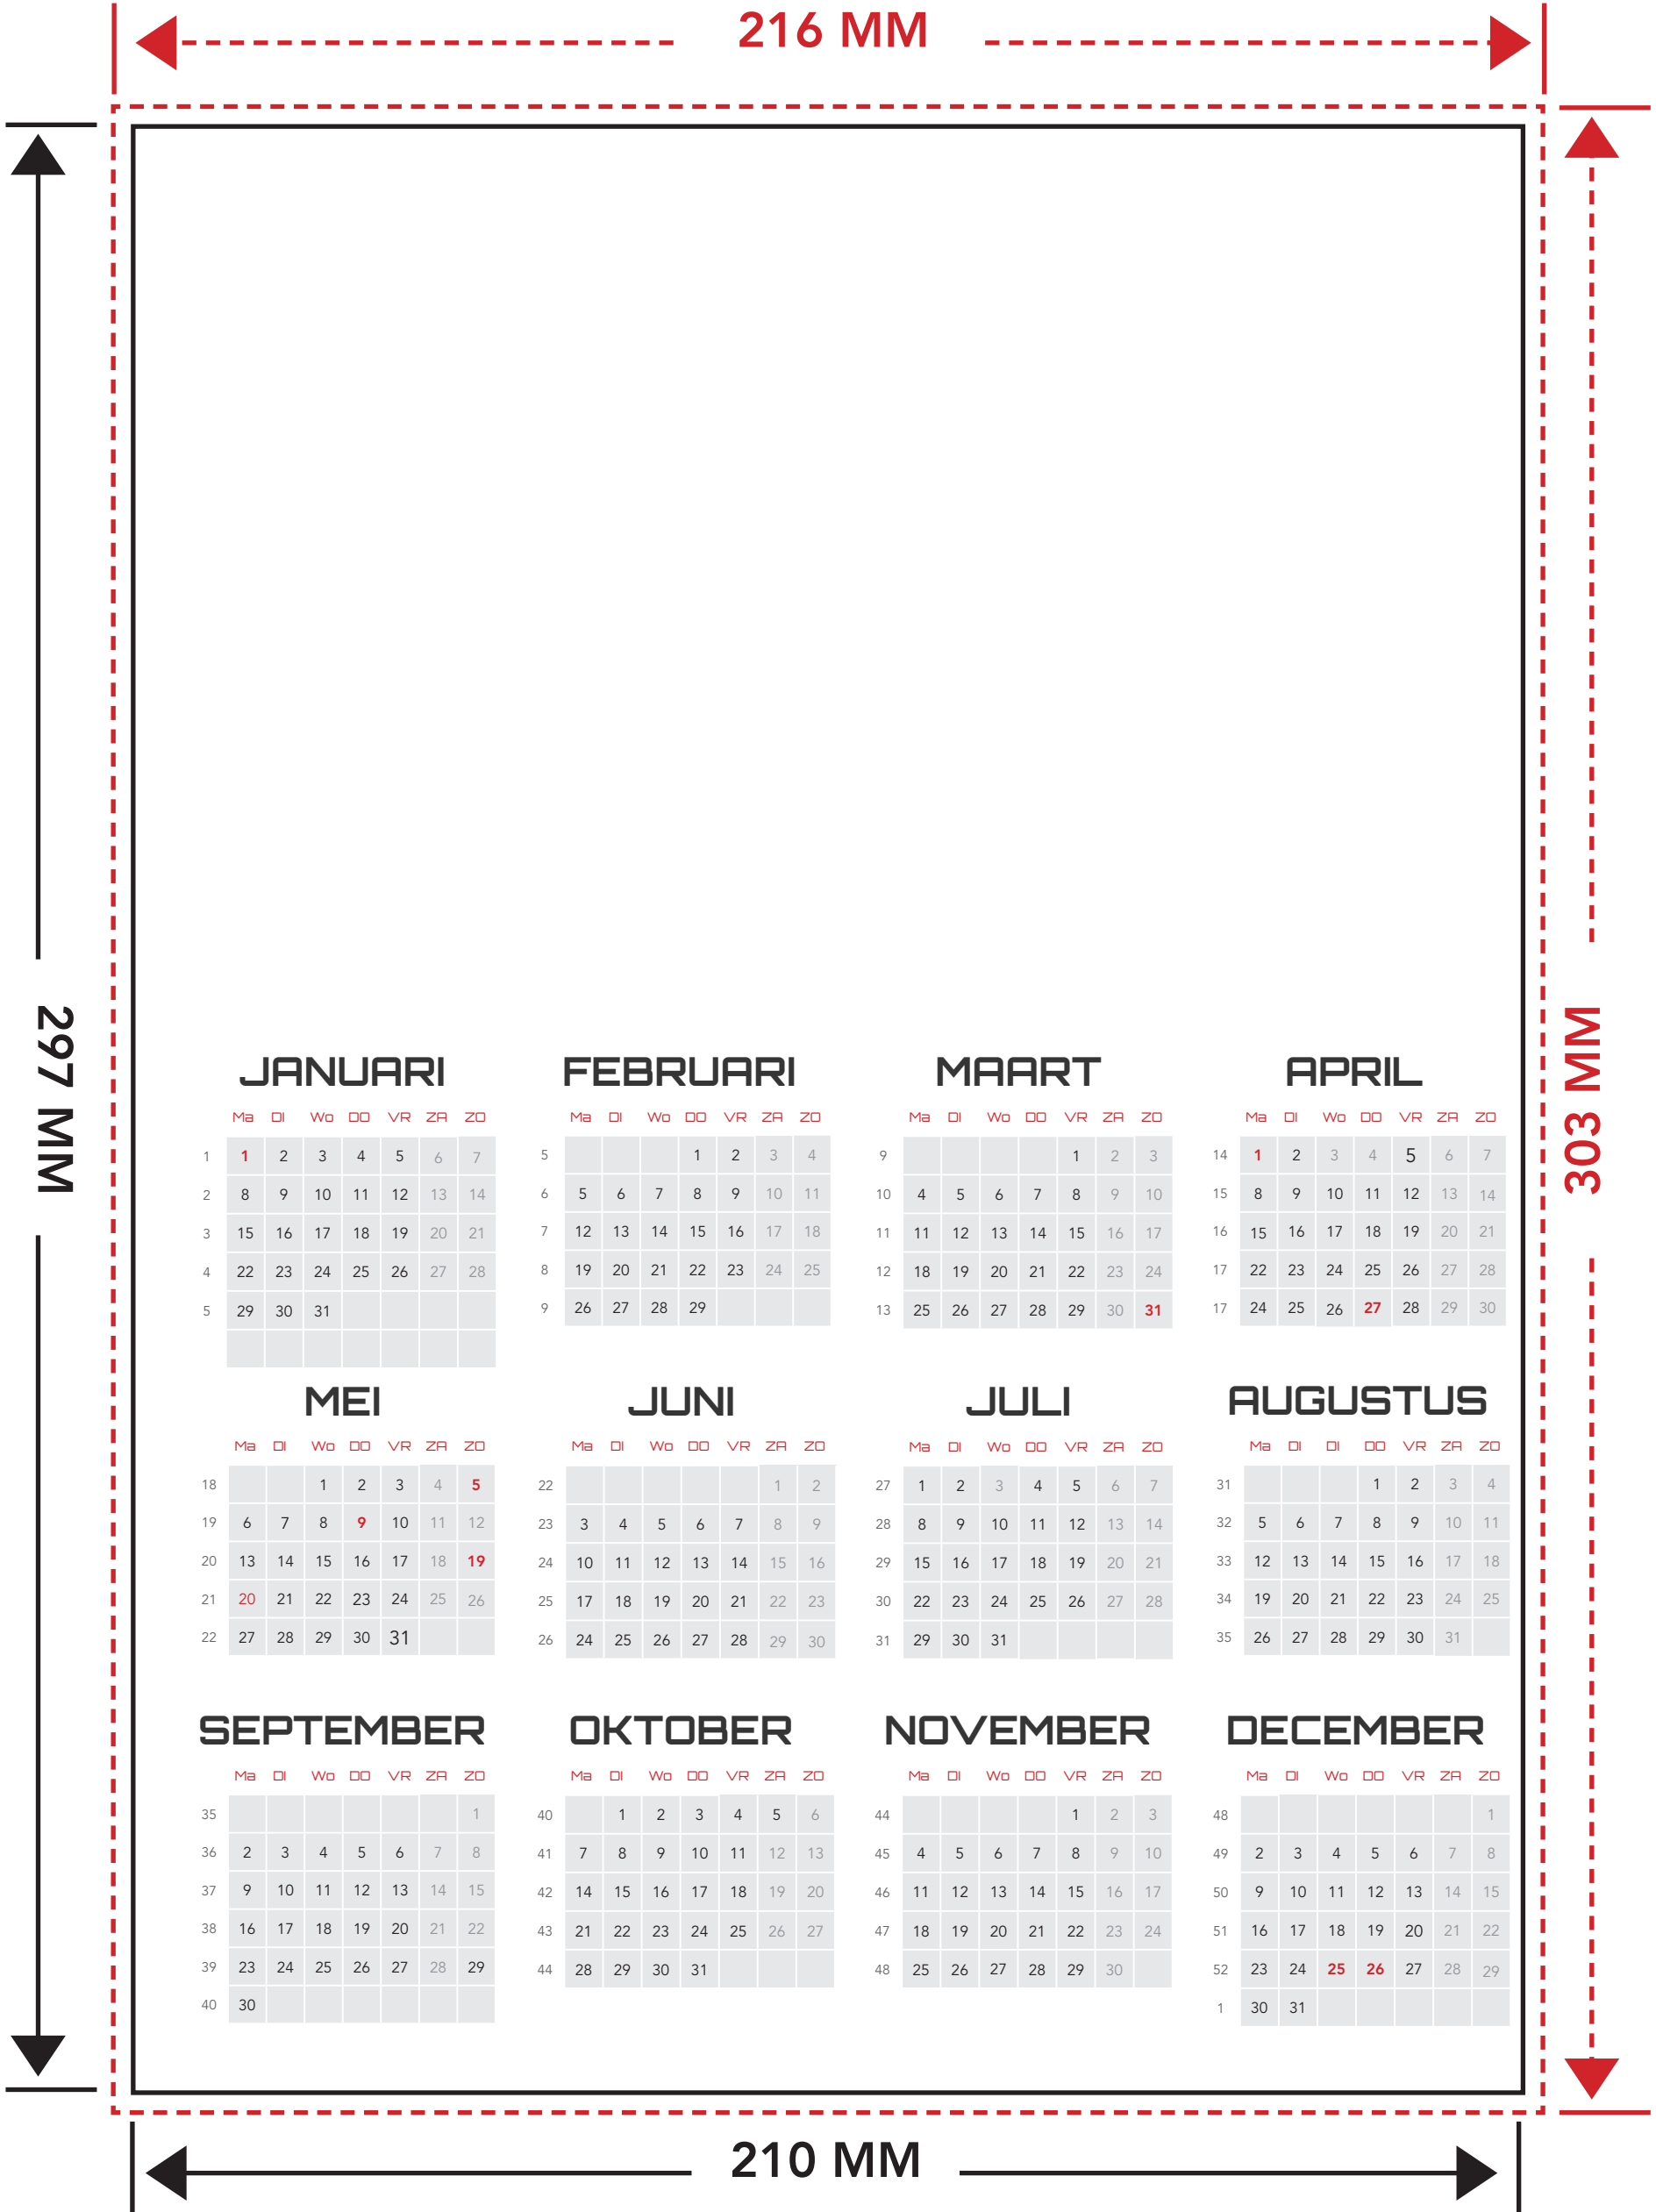 216 MM
297 MM
303 MM
JANUARI FEBRUARI MAART APRIL
Ma DI Wo DO VR ZA ZO Ma DI Wo DO VR ZA ZO Ma DI Wo DO VR ZA ZO Ma DI Wo DO VR ZA ZO
1 1 2 3 4 5 6 7 5 1 2 3 4 9 1 2 3 14 1 2 3 4 5 6 7
2 8 9 10 11 12 13 14 6 5 6 7 8 9 10 11 10 4 5 6 7 8 9 10 15 8 9 10 11 12 13 14
3 15 16 17 18 19 20 21 7 12 13 14 15 16 17 18 11 11 12 13 14 15 16 17 16 15 16 17 18 19 20 21
4 22 23 24 25 26 27 28 8 19 20 21 22 23 24 25 12 18 19 20 21 22 23 24 17 22 23 24 25 26 27 28
5 29 30 31 9 26 27 28 29 13 25 26 27 28 29 30 31 17 24 25 26 27 28 29 30
MEI JUNI JULI AUGUSTUS
Ma DI Wo DO VR ZA ZO Ma DI Wo DO VR ZA ZO Ma DI Wo DO VR ZA ZO Ma DI DI DO VR ZA ZO
18 1 2 3 4 5 22 1 2 27 1 2 3 4 5 6 7 31 1 2 3 4
19 6 7 8 9 10 11 12 23 3 4 5 6 7 8 9 28 8 9 10 11 12 13 14 32 5 6 7 8 9 10 11
20 13 14 15 16 17 18 19 24 10 11 12 13 14 15 16 29 15 16 17 18 19 20 21 33 12 13 14 15 16 17 18
21 20 21 22 23 24 25 26 25 17 18 19 20 21 22 23 30 22 23 24 25 26 27 28 34 19 20 21 22 23 24 25
22 27 28 29 30 31 26 24 25 26 27 28 29 30 31 29 30 31 35 26 27 28 29 30 31
SEPTEMBER OKTOBER NOVEMBER DECEMBER
Ma DI Wo DO VR ZA ZO Ma DI Wo DO VR ZA ZO Ma DI Wo DO VR ZA ZO Ma DI Wo DO VR ZA ZO
35 1 40 1 2 3 4 5 6 44 1 2 3 48 1
36 2 3 4 5 6 7 8 41 7 8 9 10 11 12 13 45 4 5 6 7 8 9 10 49 2 3 4 5 6 7 8
37 9 10 11 12 13 14 15 42 14 15 16 17 18 19 20 46 11 12 13 14 15 16 17 50 9 10 11 12 13 14 15
38 16 17 18 19 20 21 22 43 21 22 23 24 25 26 27 47 18 19 20 21 22 23 24 51 16 17 18 19 20 21 22
39 23 24 25 26 27 28 29 44 28 29 30 31 48 25 26 27 28 29 30 52 23 24 25 26 27 28 29
40 30 1 30 31
210 MM